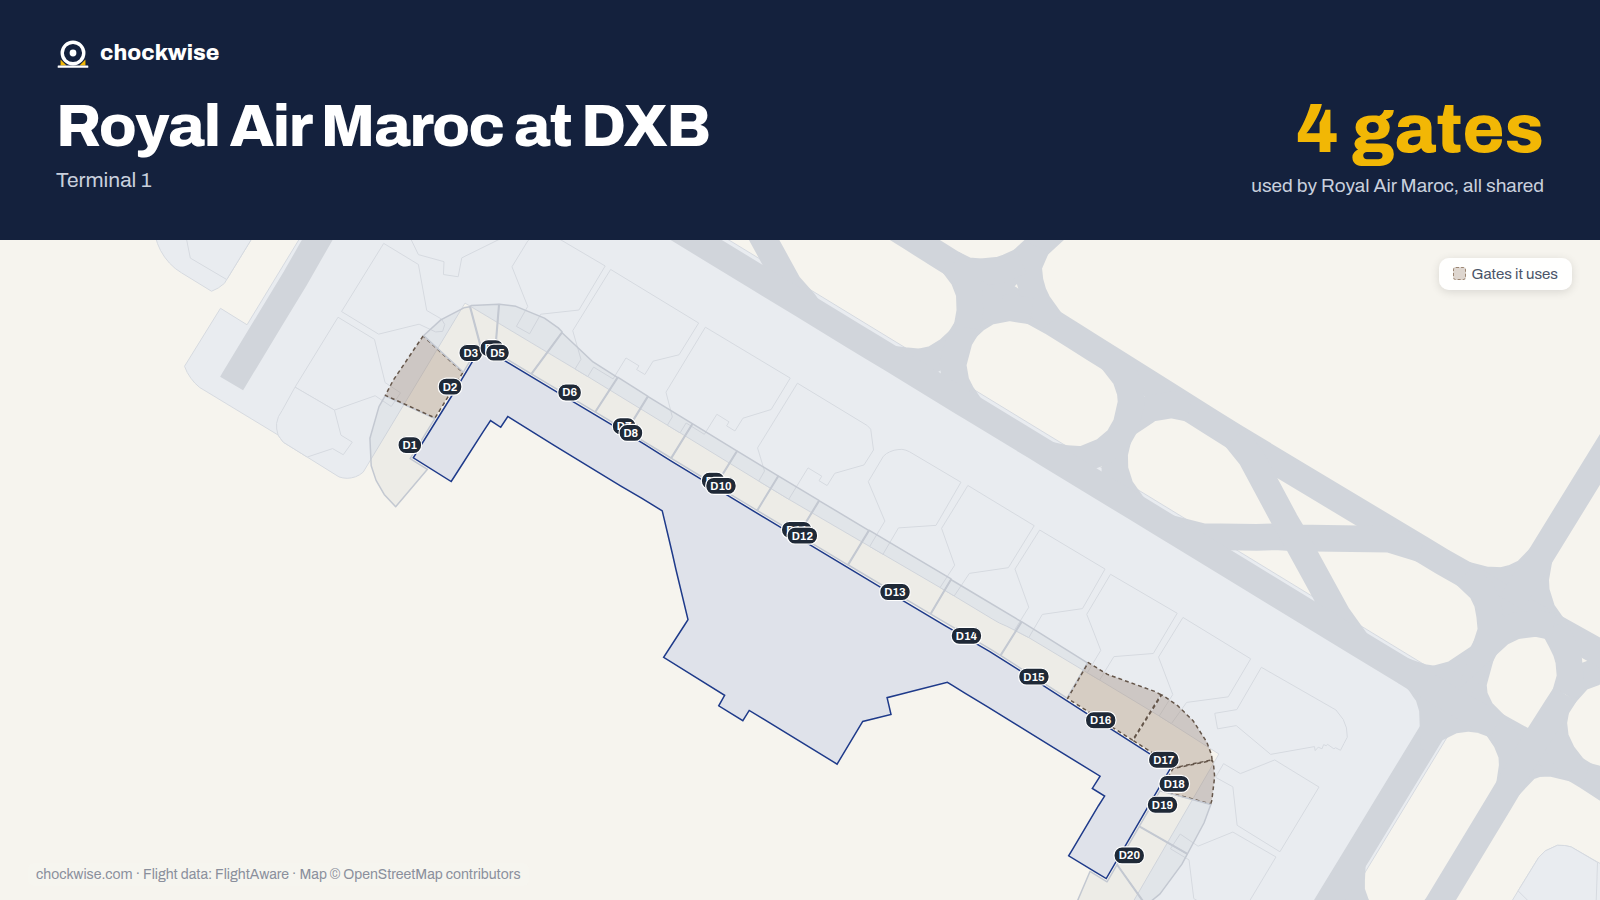 chockwise
Royal Air Maroc at DXB
Terminal 1
4 gates
used by Royal Air Maroc, all shared
Gates it uses
D3
D5
D2
D6
D8
D1
D10
D12
D13
D14
D15
D16
D17
D18
D19
D20
chockwise.com · Flight data: FlightAware · Map © OpenStreetMap contributors